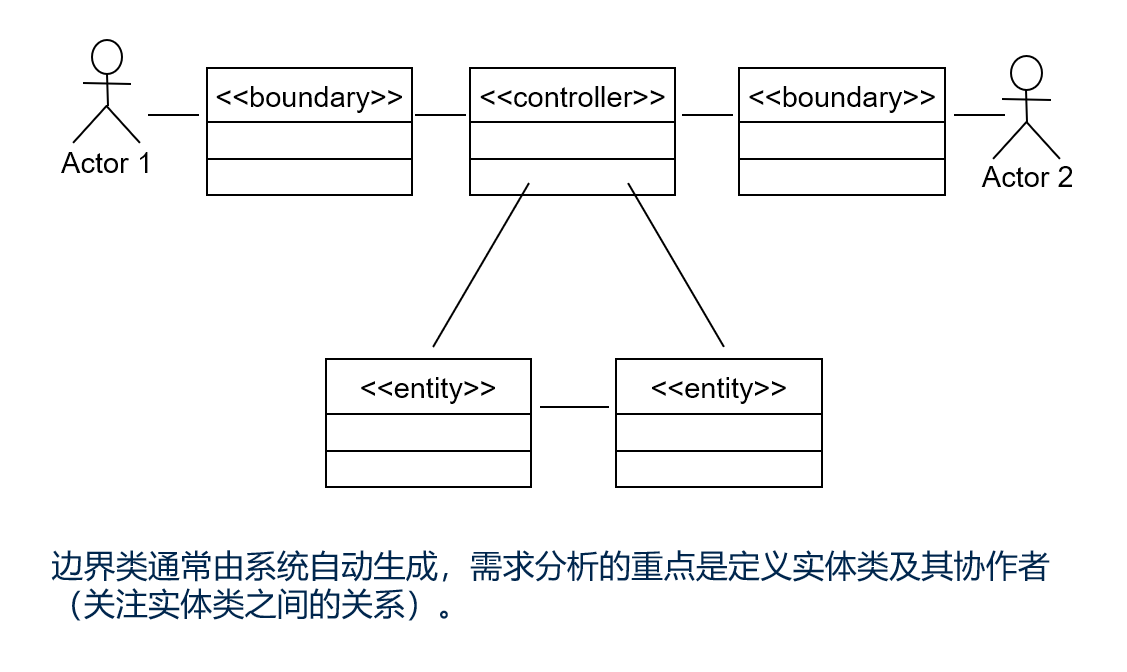 <<boundary>>
<<controller>>
<<boundary>>
Actor 1
Actor 2
<<entity>>
<<entity>>
边界类通常由系统自动生成，需求分析的重点是定义实体类及其协作者
（关注实体类之间的关系）。